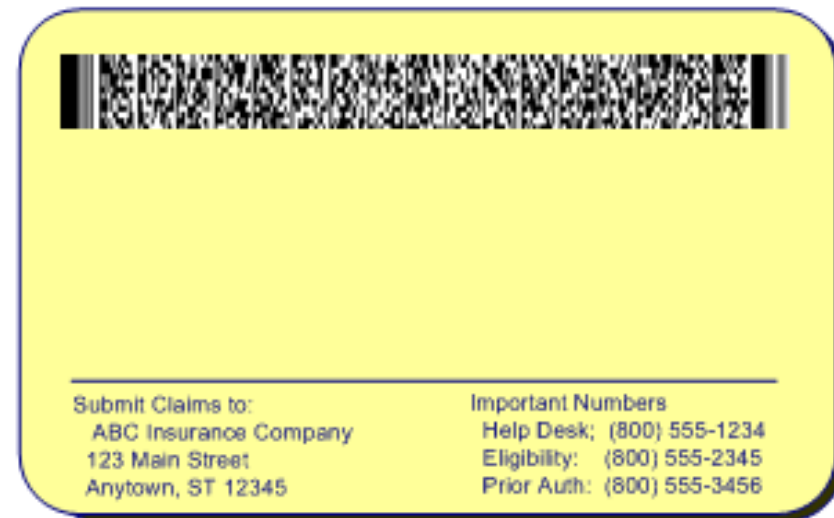 Submit Claims to:
ABC Insurance Company
123 Main Street
Anytown, ST 12345
Important Numbers
Help Desk; (800) 555-1234
Eligibility: (800) 555-2345
Prior Auth: (800) 555-3456